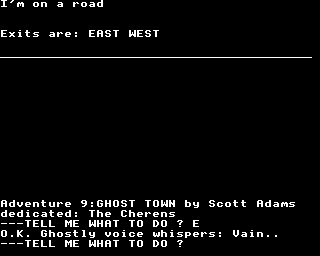 I'm on a road
Exits are: EAST WEST
Adventure 9:GHOST TOWN by Scott Adams
dedicated: The Cherens
---TELL ME WHAT TO DO ? E
O.K. Ghostly voice whispers: Vain..
---TELL ME WHAT TO DO ?